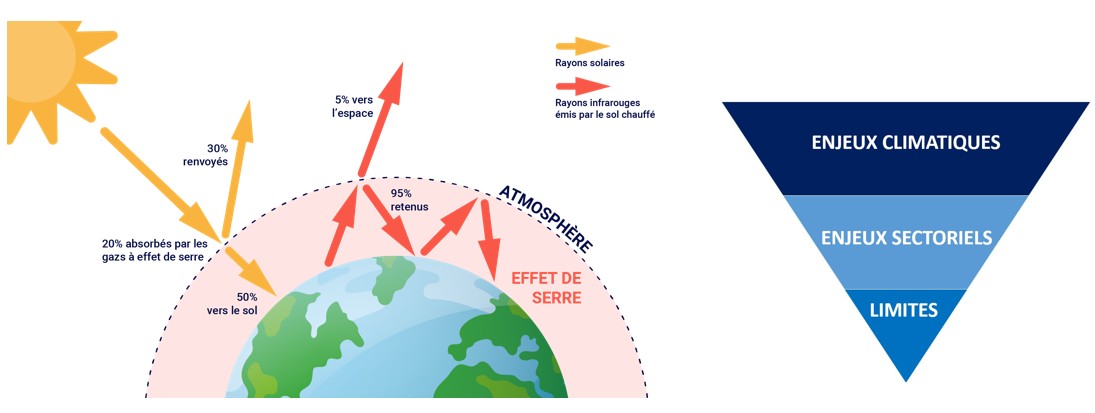 Rayons solaires
Rayons infrarouges
émis par le sol chauffé
5% vers
l'espace
30%
renvoyés
95%
retenus
ATMOSPHÈRE
20% absorbés par les
gaz à effet de serre
50%
vers le sol
EFFET DE
SERRE
ENJEUX CLIMATIQUES
ENJEUX SECTORIELS
LIMITES